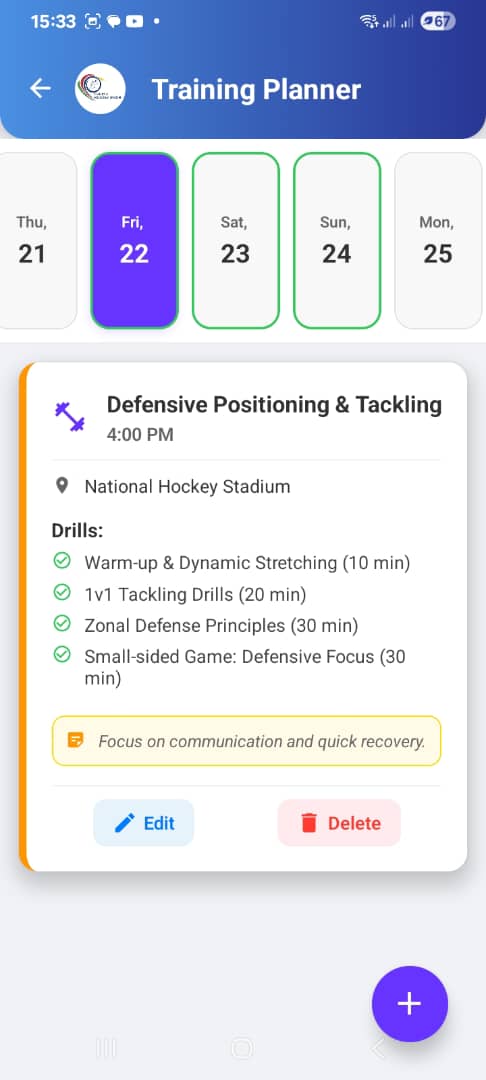 15:33
67
Training Planner
Thu,
21
Fri,
22
Sat,
23
Sun,
24
Mon,
25
Defensive Positioning & Tackling
4:00 PM
National Hockey Stadium
Drills:
Warm-up & Dynamic Stretching (10 min)
1v1 Tackling Drills (20 min)
Zonal Defense Principles (30 min)
Small-sided Game: Defensive Focus (30
min)
Focus on communication and quick recovery.
Edit
Delete